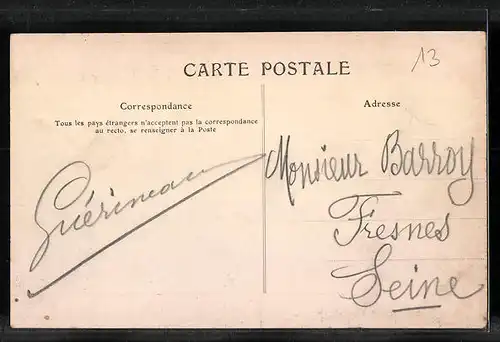 13
CARTE POSTALE
Correspondance
Tous les pays étrangers n'acceptent pas la correspondance
au recto, se renseigner à la Poste
Guérineau
Adresse
Monsieur Barroy
Fresnes
Seine